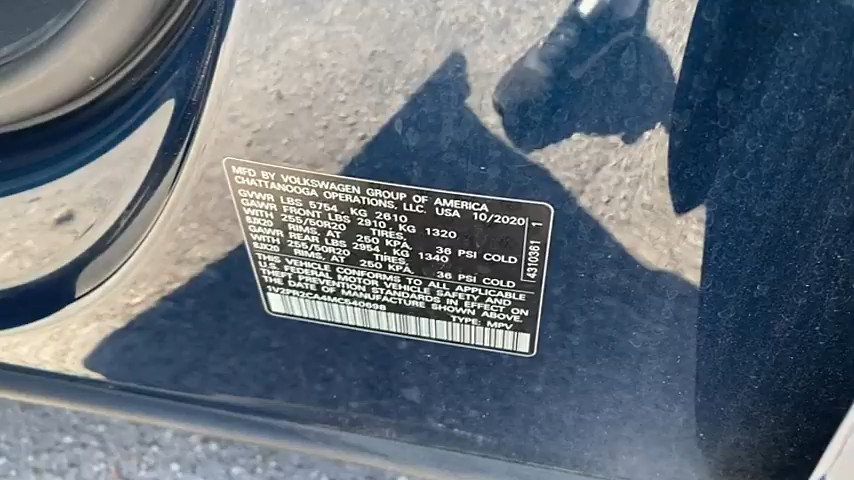 MFD BY VOLKSWAGEN GROUP OF AMERICA
CHATTANOOGA OPERATIONS, LLC. USA 10/2020
GVWR LBS 5754, KG 2610
GAWR FRONT LBS 2910, KG 1320
WITH 255/50R20 TIRES,
8JX20 RIMS, AT 250 KPA, 36 PSI COLD
GAWR REAR LBS 2954, KG 1340
WITH 255/50R20 TIRES,
8JX20 RIMS, AT 250 KPA, 36 PSI COLD
THIS VEHICLE CONFORMS TO ALL APPLICABLE
U.S. FEDERAL MOTOR VEHICLE SAFETY AND
THEFT PREVENTION STANDARDS IN EFFECT ON
THE DATE OF MANUFACTURE SHOWN ABOVE.
1V2PR2CA4MC540698 TYPE: MPV
4310361 1